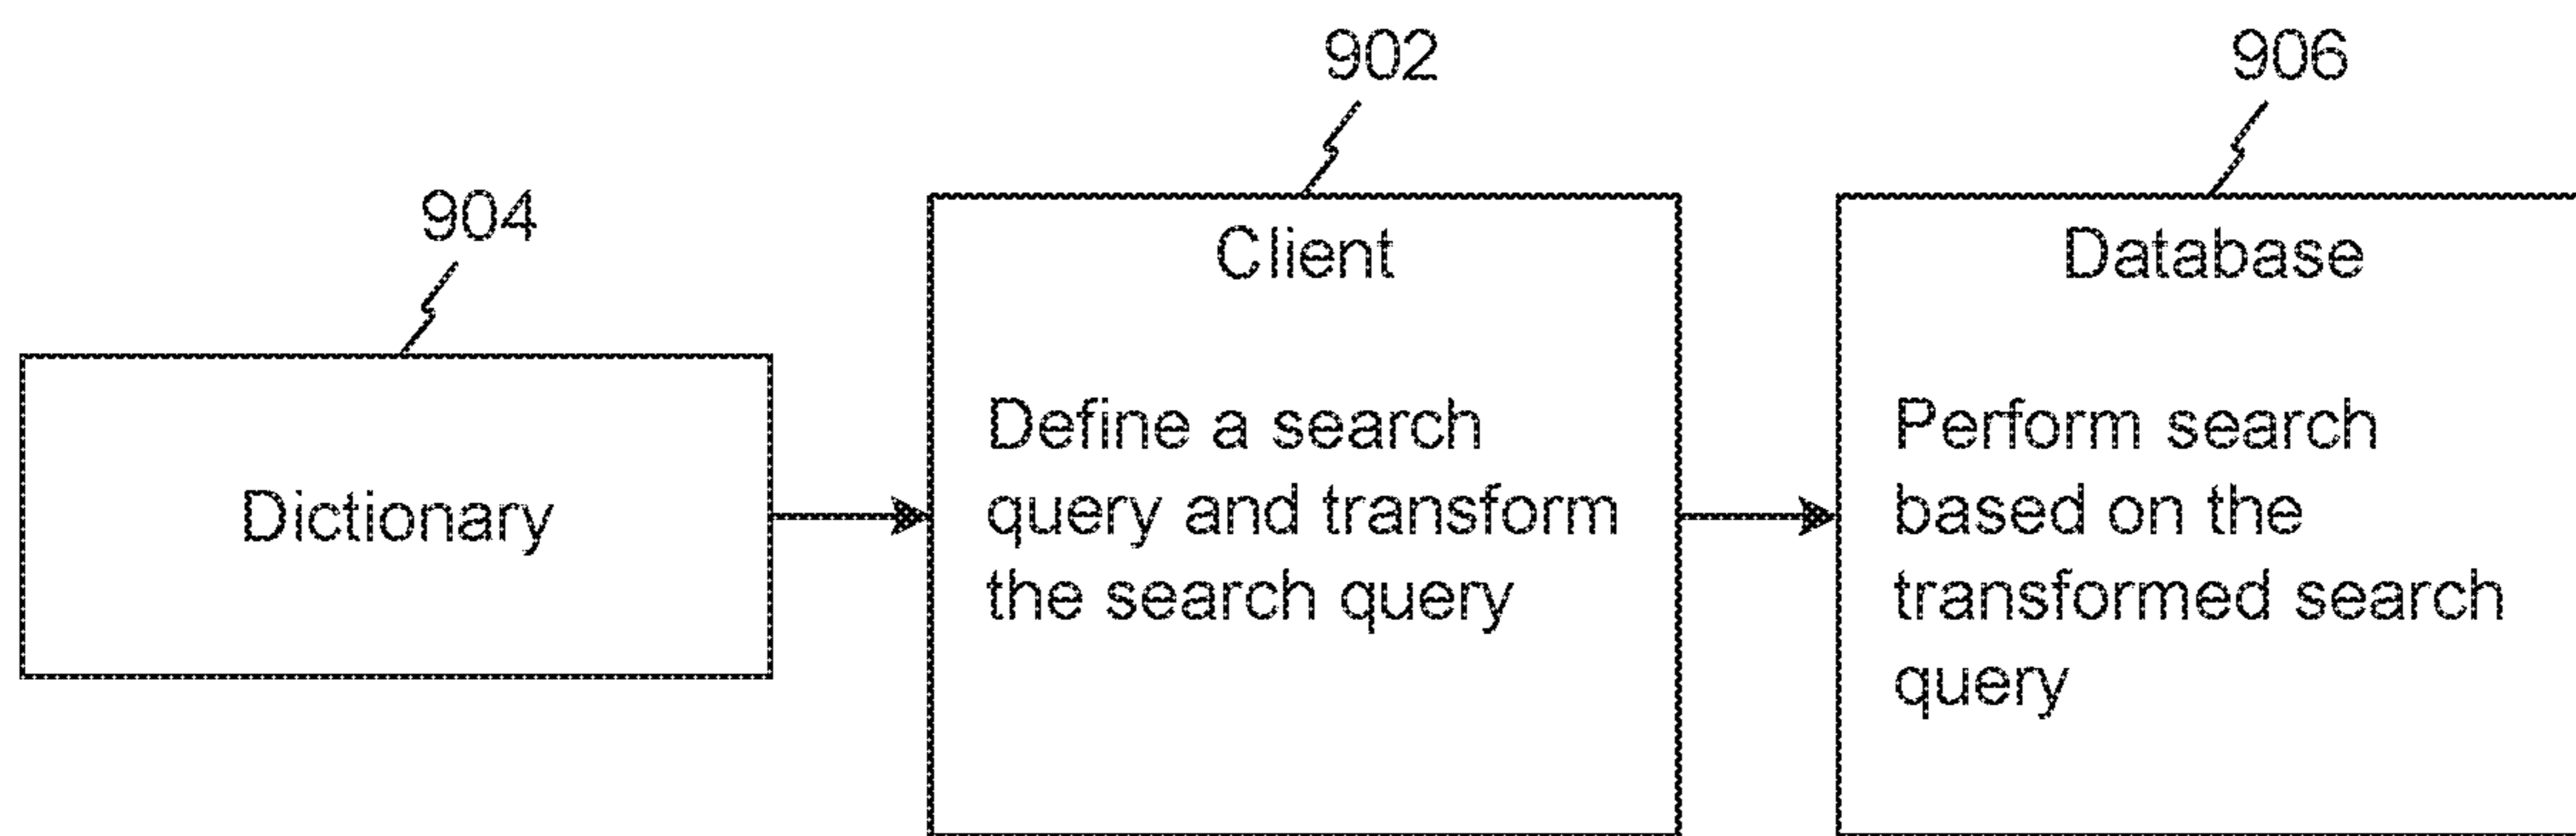 904
Dictionary
902
Client
Define a search
query and transform
the search query
906
Database
Perform search
based on the
transformed search
query